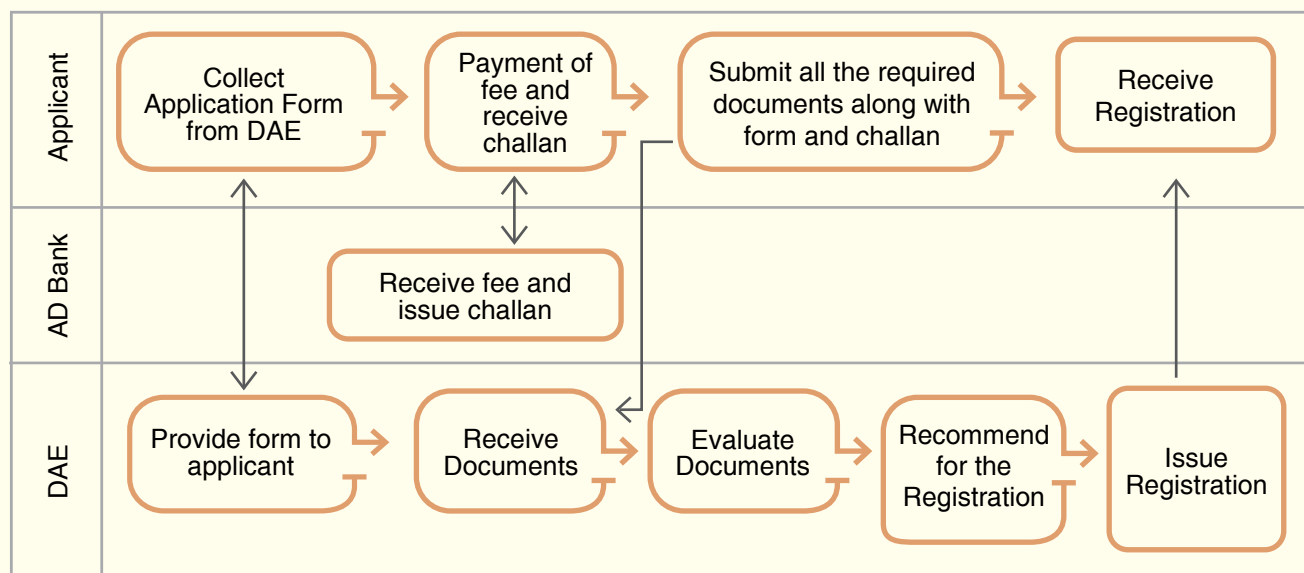 Applicant
Collect
Application Form
from DAE
Payment of
fee and
receive
challan
Submit all the required
documents along with
form and challan
Receive
Registration
AD Bank
Receive fee and
issue challan
DAE
Provide form to
applicant
Receive
Documents
Evaluate
Documents
Recommend
for the
Registration
Issue
Registration